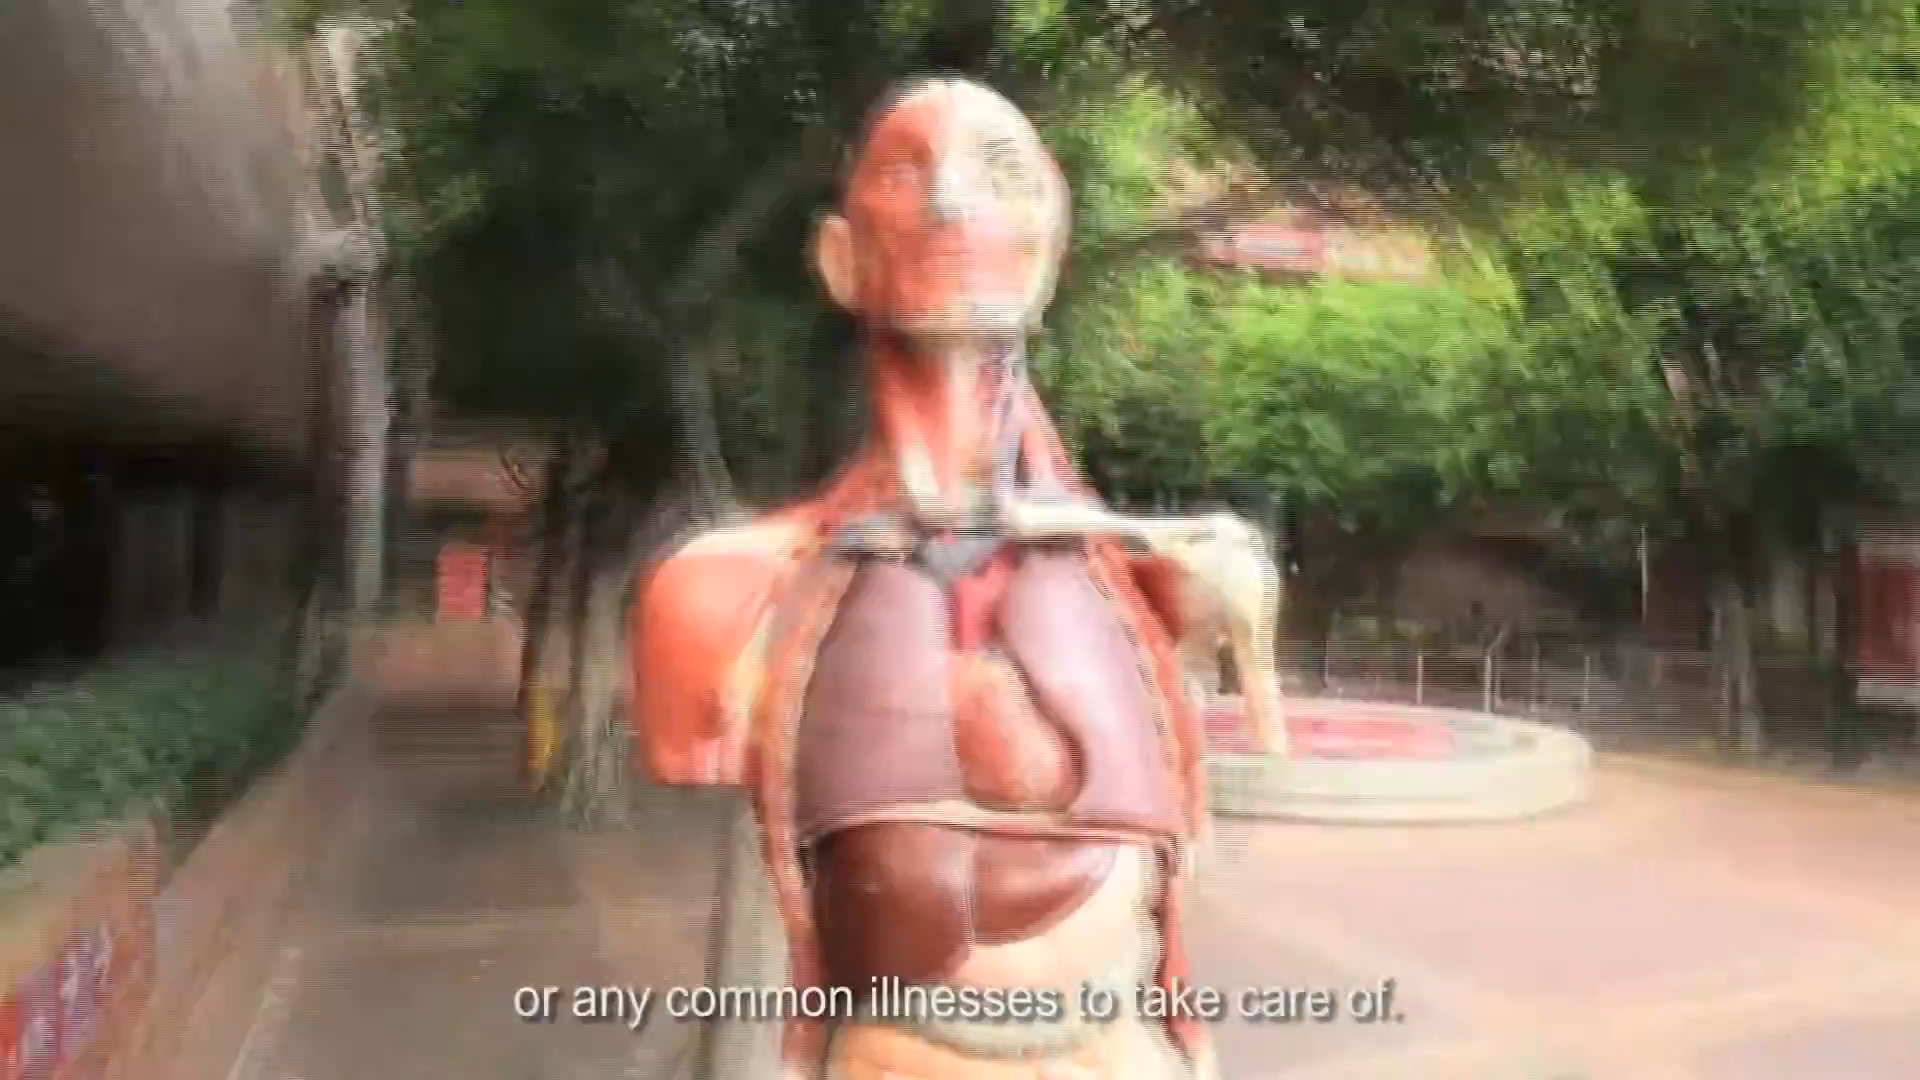 or any common illnesses to take care of.